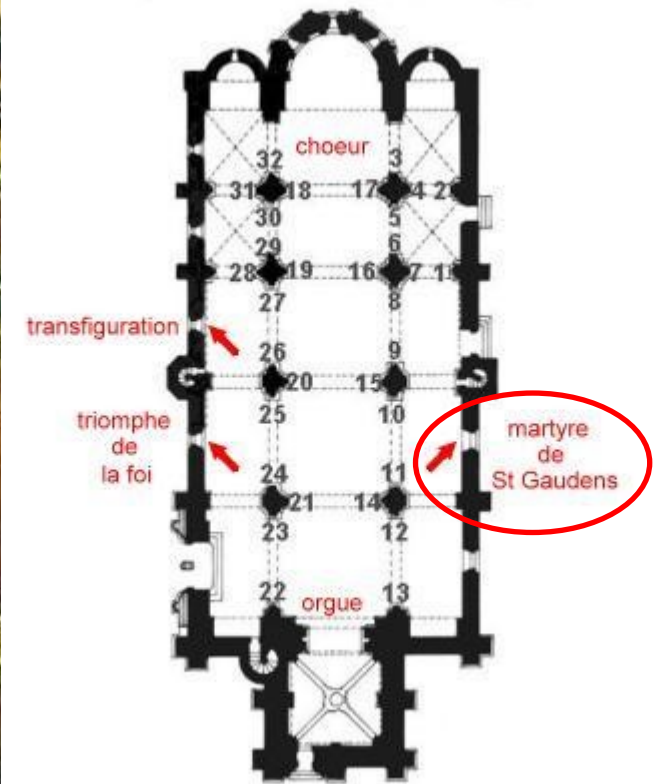 choeur
32 3
31 18 17 4 2
30 5
29 6
28 19 16 7 1
27 8
transfiguration
26 9
20 15
25 10
triomphe
de
la foi
martyre
de
St Gaudens
24 11
21 14
23 12
22 13
orgue